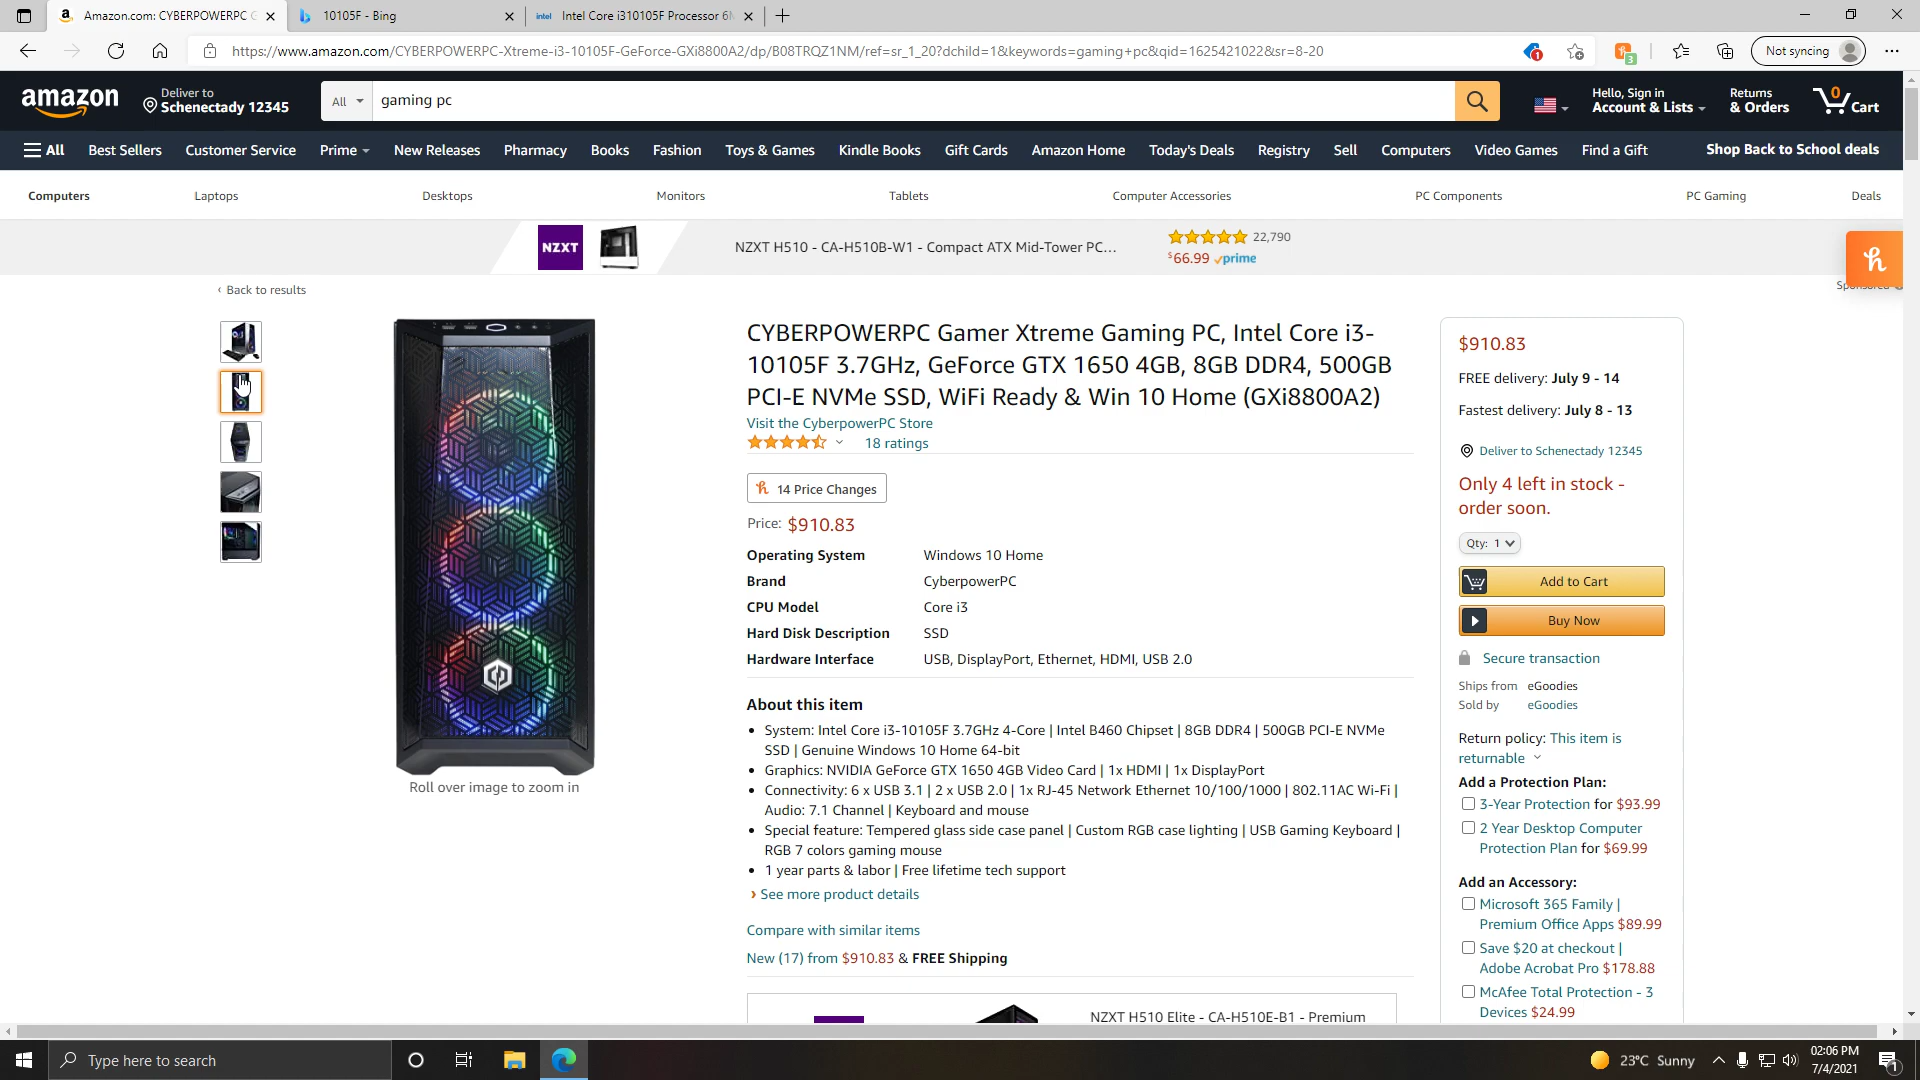 Amazon.com: CYBERPOWERPC G
10105F - Bing
intel Intel Core i310105F Processor 6M
https://www.amazon.com/CYBERPOWERPC-Xtreme-i3-10105F-GeForce-GXi8800A2/dp/B08TRQZ1NM/ref=sr_1_20?dchild=1&keywords=gaming+pc&qid=1625421022&sr=8-20
1
3
Not syncing
amazon
Deliver to
Schenectady 12345
All
gaming pc
Hello, Sign in
Account & Lists
Returns
& Orders
0
Cart
All
Best Sellers
Customer Service
Prime
New Releases
Pharmacy
Books
Fashion
Toys & Games
Kindle Books
Gift Cards
Amazon Home
Today's Deals
Registry
Sell
Computers
Video Games
Find a Gift
Shop Back to School deals
Computers
Laptops
Desktops
Monitors
Tablets
Computer Accessories
PC Components
PC Gaming
Deals
NZXT
NZXT H510 - CA-H510B-W1 - Compact ATX Mid-Tower PC...
22,790
$66.99 prime
h
‹ Back to results
Roll over image to zoom in
CYBERPOWERPC Gamer Xtreme Gaming PC, Intel Core i3-
10105F 3.7GHz, GeForce GTX 1650 4GB, 8GB DDR4, 500GB
PCI-E NVMe SSD, WiFi Ready & Win 10 Home (GXi8800A2)
Visit the CyberpowerPC Store
18 ratings
h 14 Price Changes
Price: $910.83
Operating System Windows 10 Home
Brand CyberpowerPC
CPU Model Core i3
Hard Disk Description SSD
Hardware Interface USB, DisplayPort, Ethernet, HDMI, USB 2.0
About this item
• System: Intel Core i3-10105F 3.7GHz 4-Core | Intel B460 Chipset | 8GB DDR4 | 500GB PCI-E NVMe
SSD | Genuine Windows 10 Home 64-bit
• Graphics: NVIDIA GeForce GTX 1650 4GB Video Card | 1x HDMI | 1x DisplayPort
• Connectivity: 6 x USB 3.1 | 2 x USB 2.0 | 1x RJ-45 Network Ethernet 10/100/1000 | 802.11AC Wi-Fi |
Audio: 7.1 Channel | Keyboard and mouse
• Special feature: Tempered glass side case panel | Custom RGB case lighting | USB Gaming Keyboard |
RGB 7 colors gaming mouse
• 1 year parts & labor | Free lifetime tech support
› See more product details
Compare with similar items
New (17) from $910.83 & FREE Shipping
NZXT H510 Elite - CA-H510E-B1 - Premium
$910.83
FREE delivery: July 9 - 14
Fastest delivery: July 8 - 13
Deliver to Schenectady 12345
Only 4 left in stock -
order soon.
Qty: 1
Add to Cart
Buy Now
Secure transaction
Ships from eGoodies
Sold by eGoodies
Return policy: This item is
returnable
Add a Protection Plan:
3-Year Protection for $93.99
2 Year Desktop Computer
Protection Plan for $69.99
Add an Accessory:
Microsoft 365 Family |
Premium Office Apps $89.99
Save $20 at checkout |
Adobe Acrobat Pro $178.88
McAfee Total Protection - 3
Devices $24.99
Type here to search
23°C Sunny
02:06 PM
7/4/2021
1